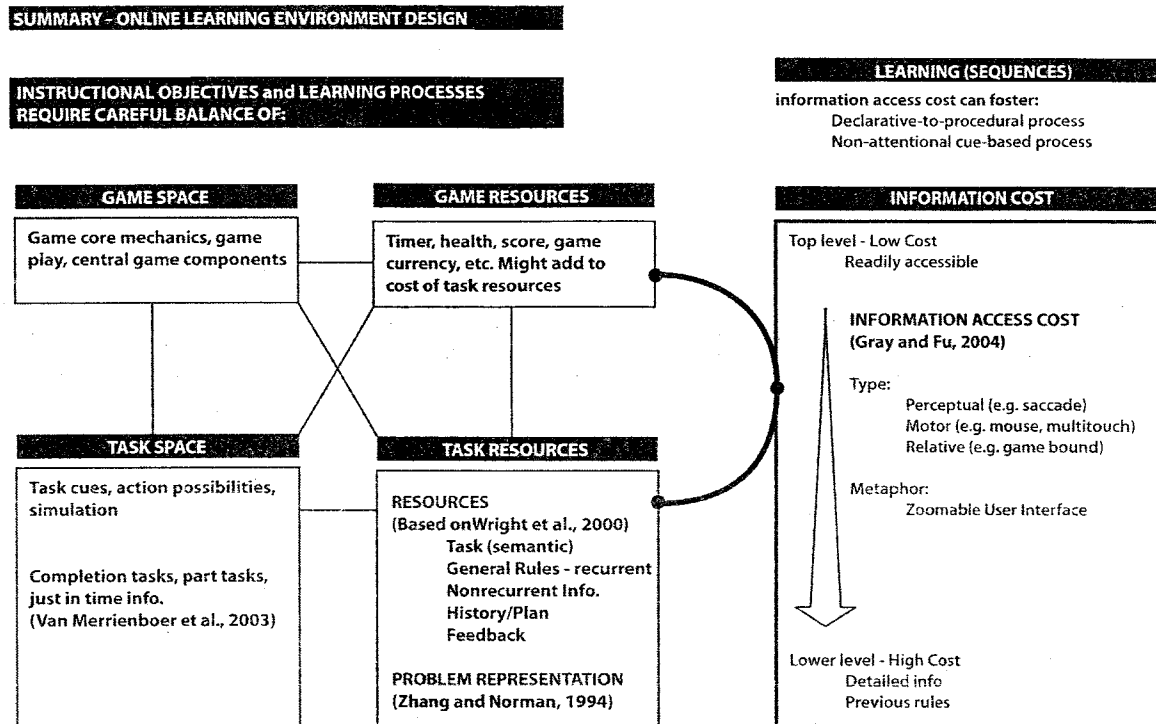 SUMMARY - ONLINE LEARNING ENVIRONMENT DESIGN
INSTRUCTIONAL OBJECTIVES and LEARNING PROCESSES
REQUIRE CAREFUL BALANCE OF:
LEARNING (SEQUENCES)
information access cost can foster:
Declarative-to-procedural process
Non-attentional cue-based process
GAME SPACE
Game core mechanics, game
play, central game components
GAME RESOURCES
Timer, health, score, game
currency, etc. Might add to
cost of task resources
TASK SPACE
Task cues, action possibilities,
simulation
Completion tasks, part tasks,
just in time info.
(Van Merrienboer et al., 2003)
TASK RESOURCES
RESOURCES
(Based onWright et al., 2000)
Task (semantic)
General Rules - recurrent
Nonrecurrent Info.
History/Plan
Feedback
PROBLEM REPRESENTATION
(Zhang and Norman, 1994)
INFORMATION COST
Top level - Low Cost
Readily accessible
INFORMATION ACCESS COST
(Gray and Fu, 2004)
Type:
Perceptual (e.g. saccade)
Motor (e.g. mouse, multitouch)
Relative (e.g. game bound)
Metaphor:
Zoomable User Interface
Lower level - High Cost
Detailed info
Previous rules